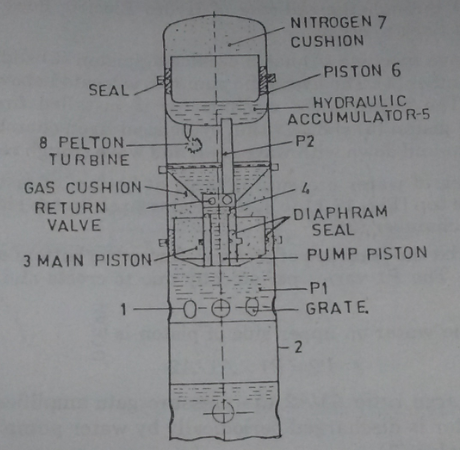 NITROGEN 7
CUSHION
PISTON 6
SEAL
HYDRAULIC
ACCUMULATOR-5
8 PELTON
TURBINE
P2
GAS CUSHION
4
RETURN
VALVE
DIAPHRAM
SEAL
3 MAIN PISTON
PUMP PISTON
P1
1
GRATE
2